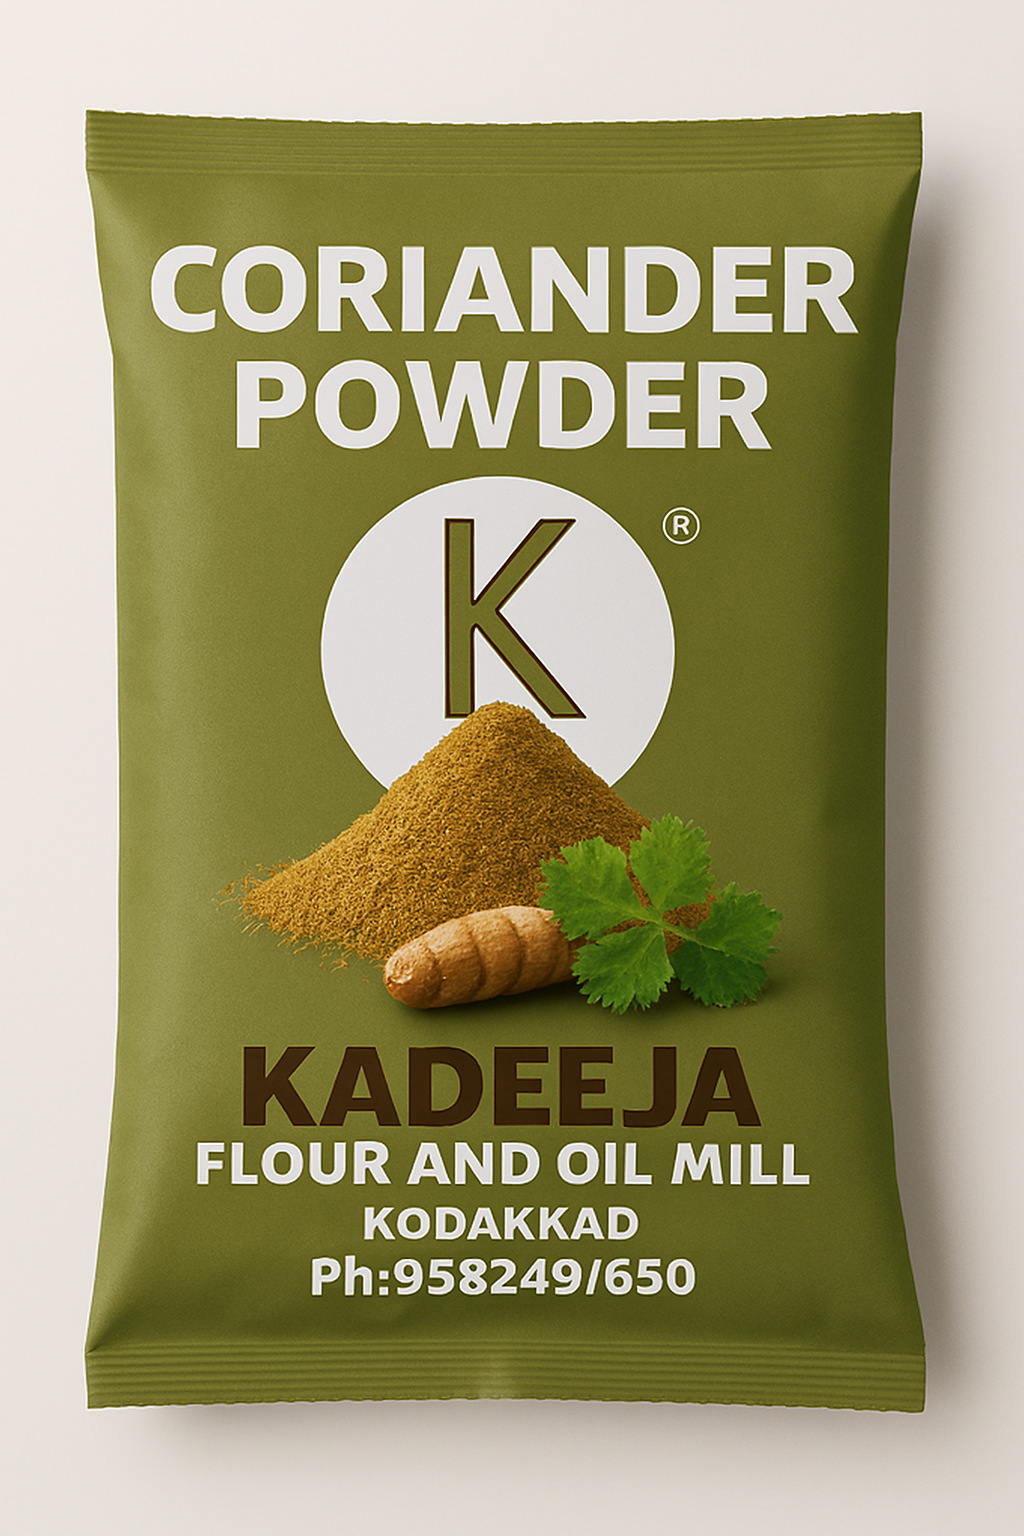 CORIANDER
POWDER
K ®
KADEEJA
FLOUR AND OIL MILL
KODAKKAD
Ph:958249/650